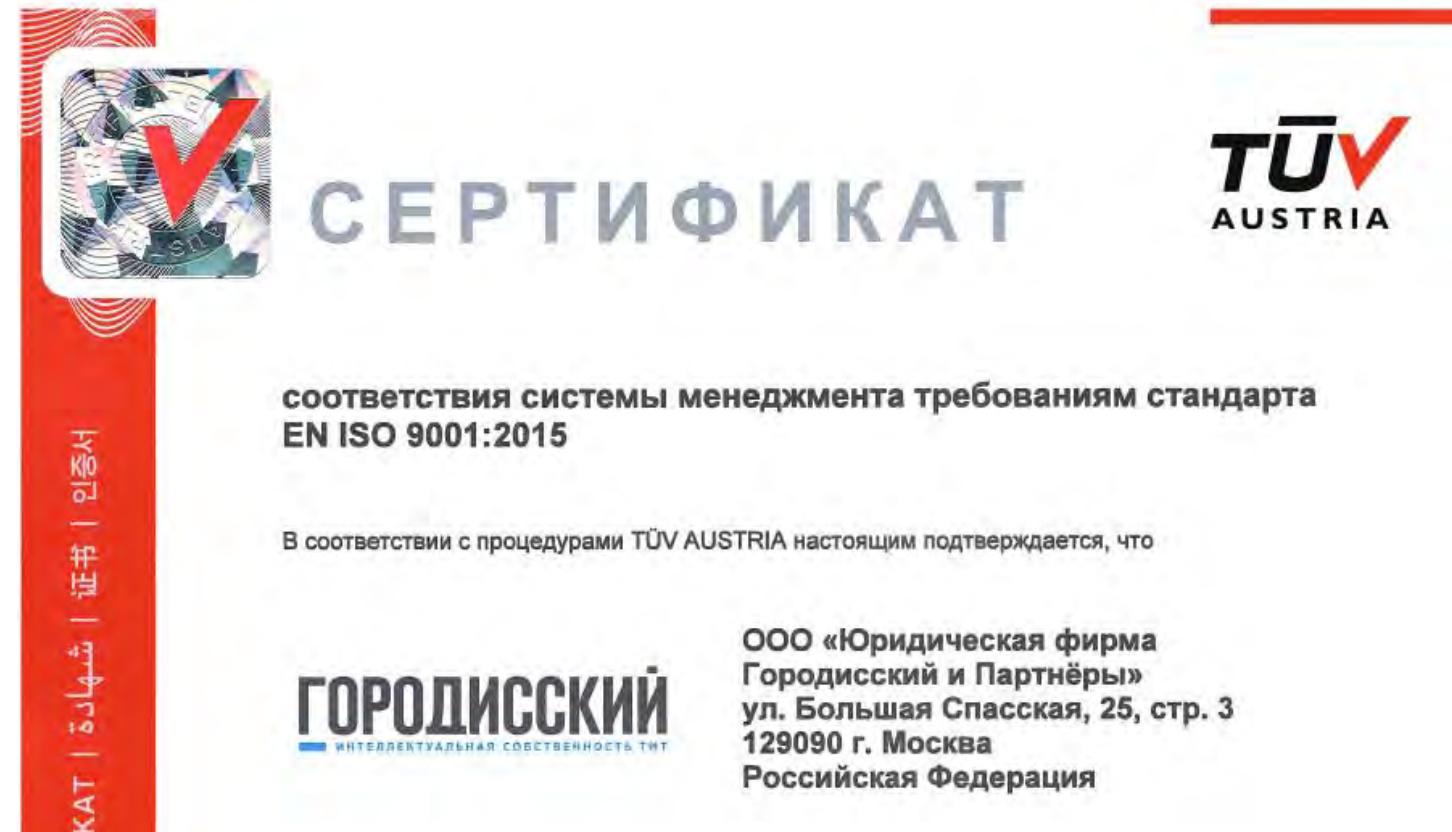 СЕРТИФИКАТ
TÜV
AUSTRIA
соответствия системы менеджмента требованиям стандарта
EN ISO 9001:2015
В соответствии с процедурами TÜV AUSTRIA настоящим подтверждается, что
ГОРОДИССКИЙ
ИНТЕЛЛЕКТУАЛЬНАЯ СОБСТВЕННОСТЬ ТМТ
ООО «Юридическая фирма
Городисский и Партнёры»
ул. Большая Спасская, 25, стр. 3
129090 г. Москва
Российская Федерация
КАТ | شهادة | 证书 | 인증서